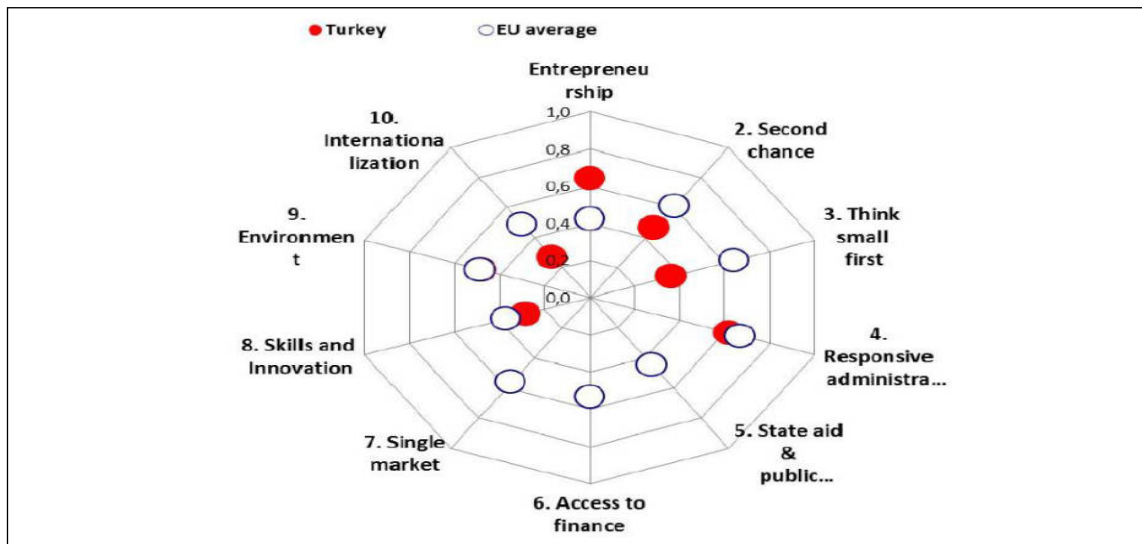 Turkey
EU average
Entrepreneu
rship
2. Second
chance
3. Think
small
first
4.
Responsive
administra...
5. State aid
&
public...
6. Access to
finance
7. Single
market
8. Skills and
Innovation
9.
Environmen
t
10.
Internationa
lization
1,0
0,8
0,6
0,4
0,2
0,0